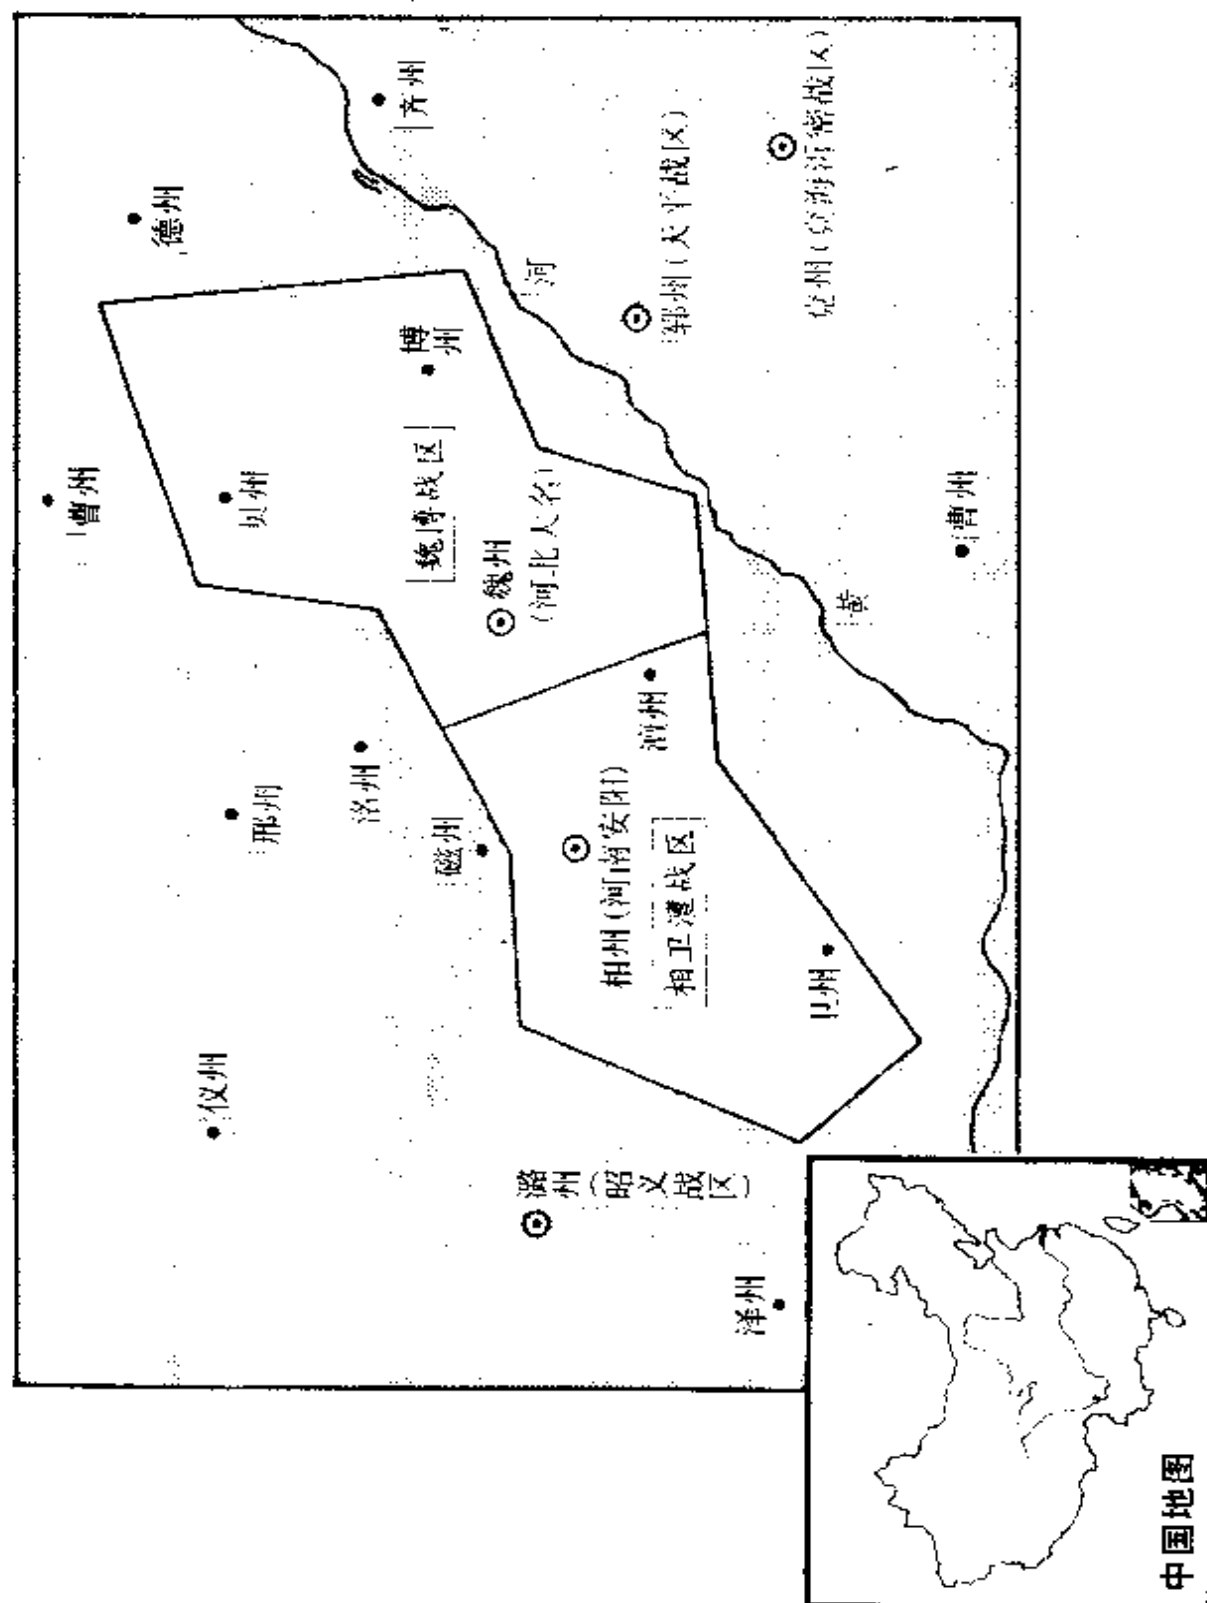 德州
齐州
河
郓州(天平战区)
兖州(兖海沂密战区)
曹州
贝州
博州
魏博战区
魏州
(河北大名)
曹州
黄
邢州
洺州
磁州
澶州
相州(河南安阳)
相卫澶战区
仪州
潞州(昭义战区)
泽州
中国地图